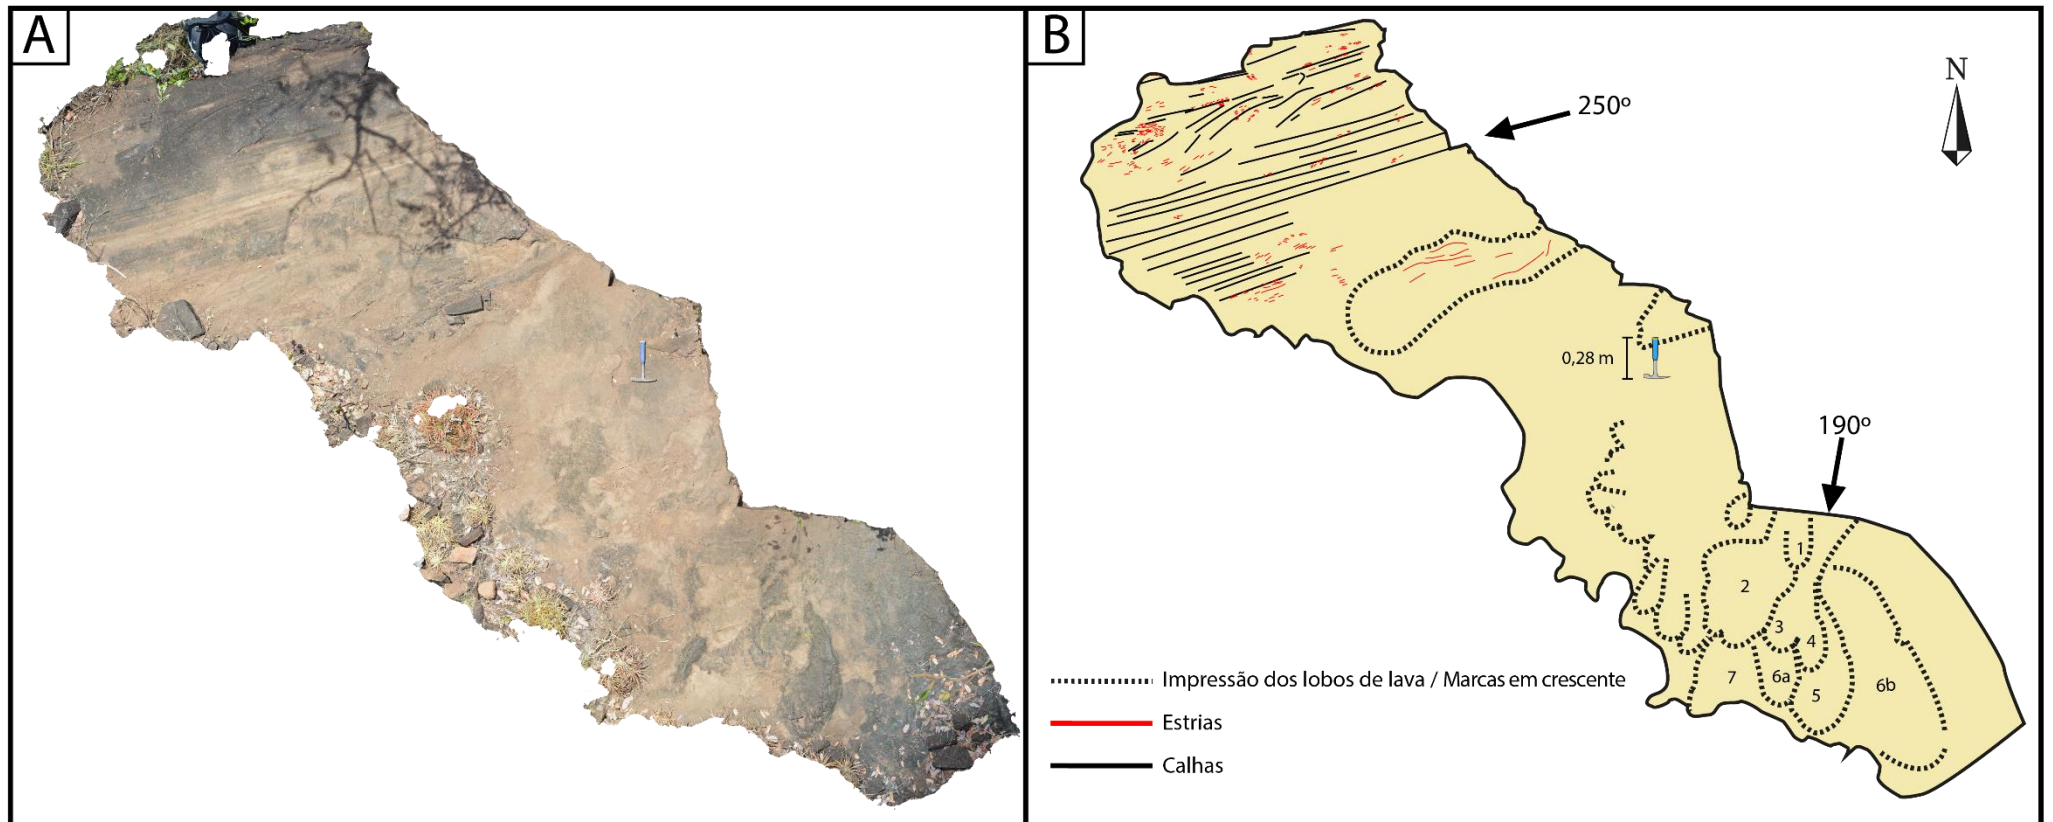 A
B
N
250º
0,28 m
190º
1
2
3
4
7
6a
5
6b
Impressão dos lobos de lava / Marcas em crescente
Estrias
Calhas